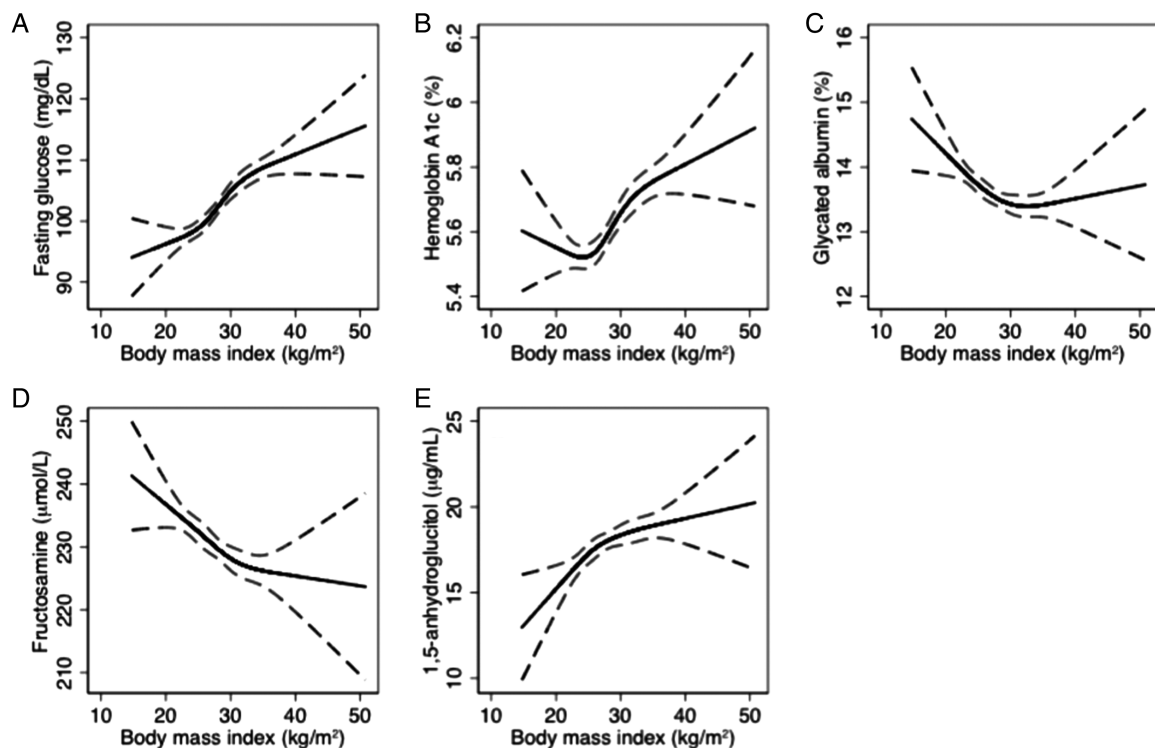 A
Fasting glucose (mg/dL)
130
120
110
100
90
10 20 30 40 50
Body mass index (kg/m²)
B
Hemoglobin A1c (%)
6.2
6
5.8
5.6
5.4
10 20 30 40 50
Body mass index (kg/m²)
C
Glycated albumin (%)
16
15
14
13
12
10 20 30 40 50
Body mass index (kg/m²)
D
Fructosamine (μmol/L)
250
240
230
220
210
10 20 30 40 50
Body mass index (kg/m²)
E
1,5-anhydroglucitol (μg/mL)
25
20
15
10
10 20 30 40 50
Body mass index (kg/m²)